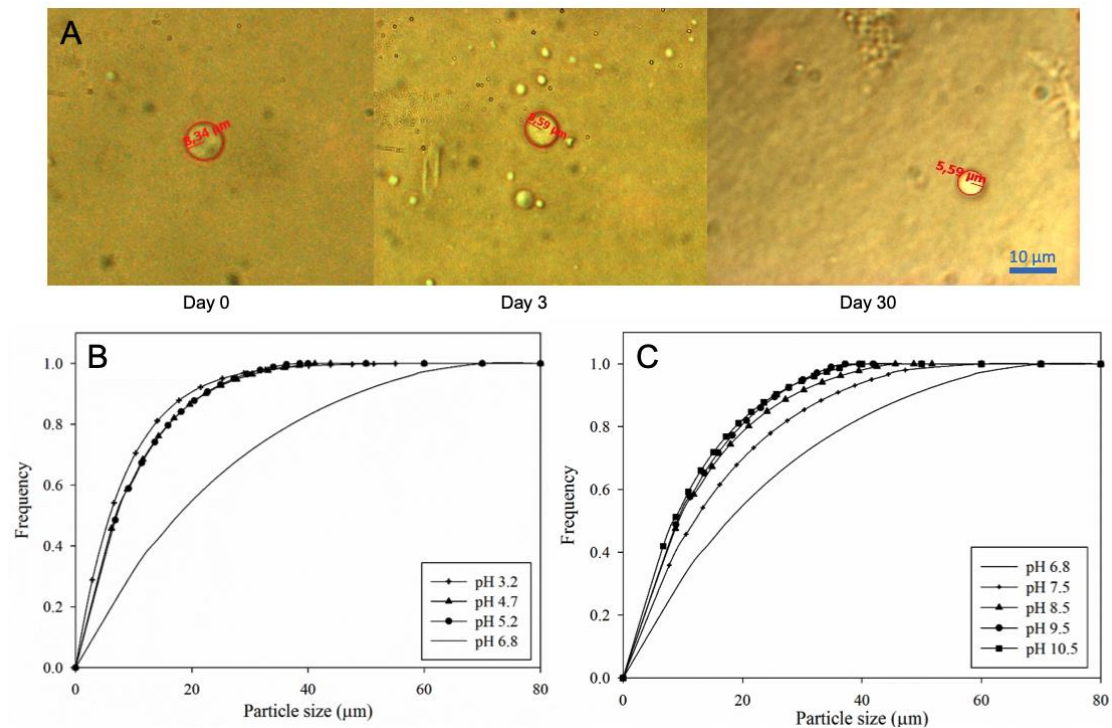 A
8,34 µm
5,59 µm
10 µm
Day 0
Day 3
Day 30
B
Frequency
1.0
0.8
0.6
0.4
0.2
0.0
pH 3.2
pH 4.7
pH 5.2
pH 6.8
0
20
40
60
80
Particle size (µm)
C
Frequency
1.0
0.8
0.6
0.4
0.2
0.0
pH 6.8
pH 7.5
pH 8.5
pH 9.5
pH 10.5
0
20
40
60
80
Particle size (µm)